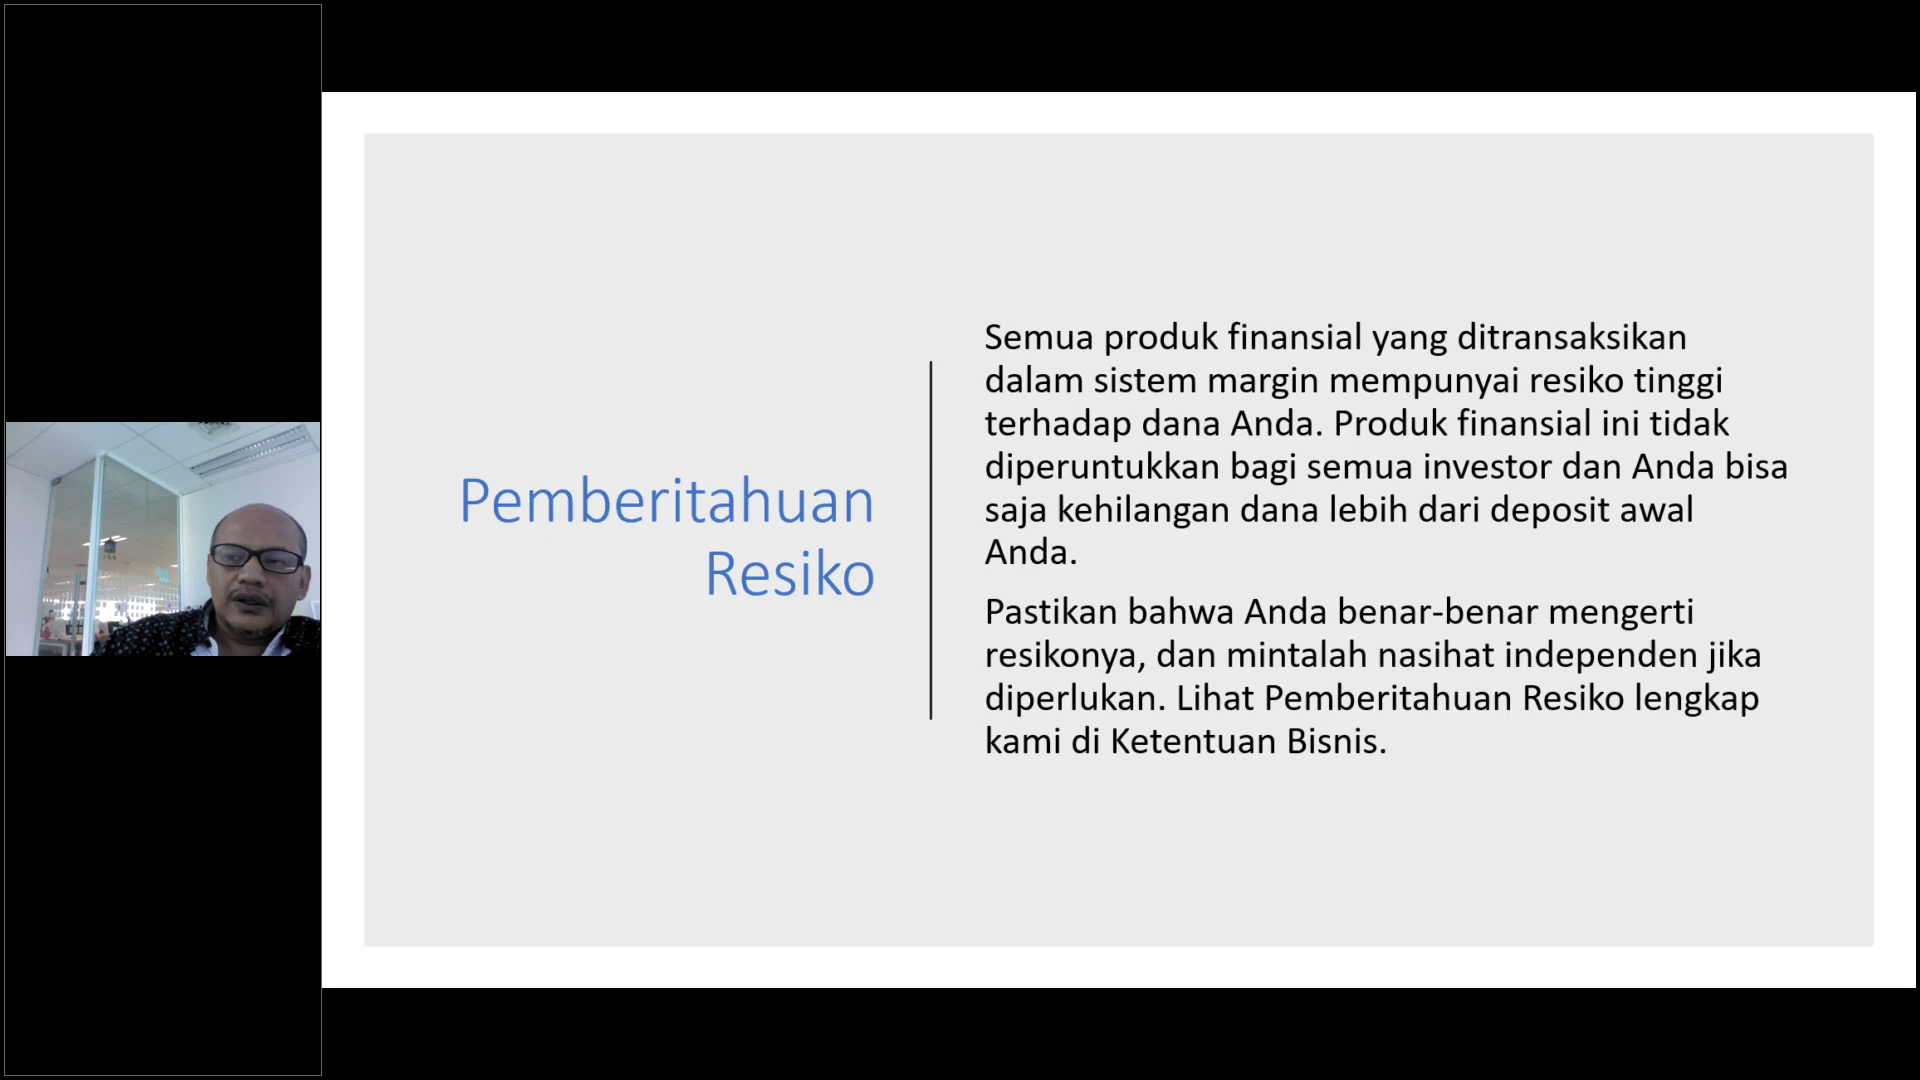 Pemberitahuan
Resiko
Semua produk finansial yang ditransaksikan
dalam sistem margin mempunyai resiko tinggi
terhadap dana Anda. Produk finansial ini tidak
diperuntukkan bagi semua investor dan Anda bisa
saja kehilangan dana lebih dari deposit awal
Anda.
Pastikan bahwa Anda benar-benar mengerti
resikonya, dan mintalah nasihat independen jika
diperlukan. Lihat Pemberitahuan Resiko lengkap
kami di Ketentuan Bisnis.